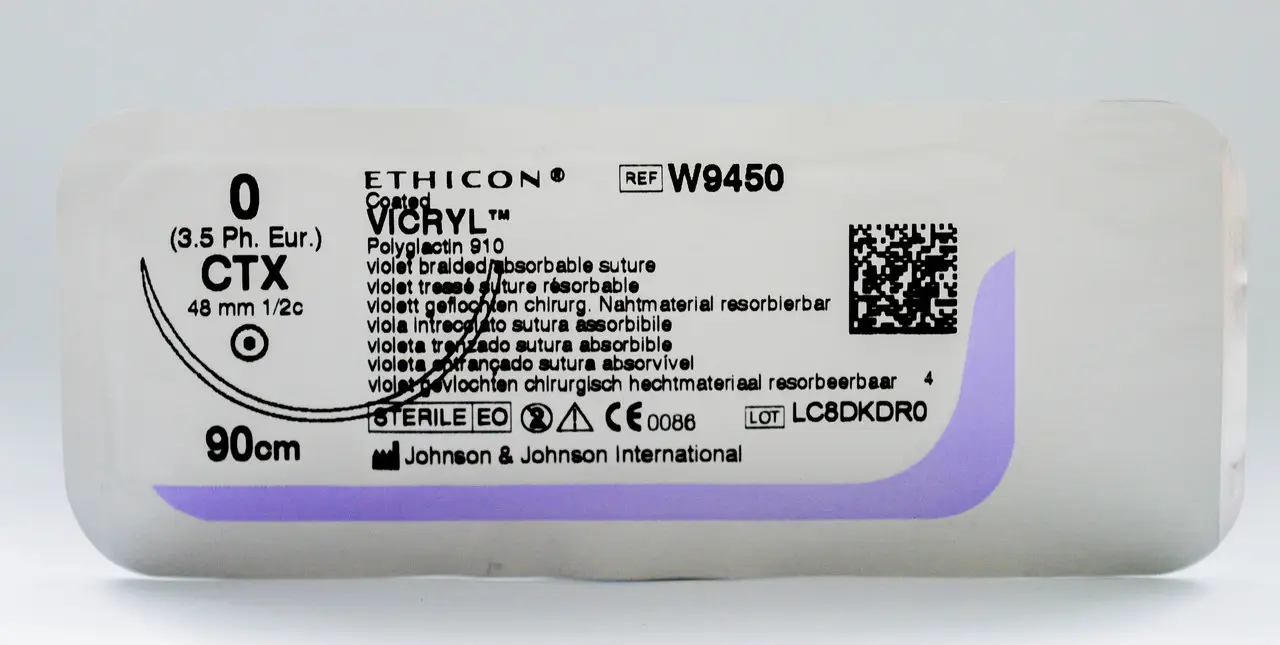 0
(3.5 Ph. Eur.)
CTX
48 mm 1/2c
90cm
ETHICON®
REF W9450
Coated
VICRYL™
Polyglactin 910
violet braided absorbable suture
violet tressé suture résorbable
violett geflochten chirurg. Nahtmaterial resorbierbar
viola intrecciato sutura assorbibile
violeta trenzado sutura absorbible
violeta entrançado sutura absorvível
violet gevlochten chirurgisch hechtmateriaal resorbeerbaar 4
STERILE EO 2 ! CE 0086 LOT LC8DKDR0
Johnson & Johnson International